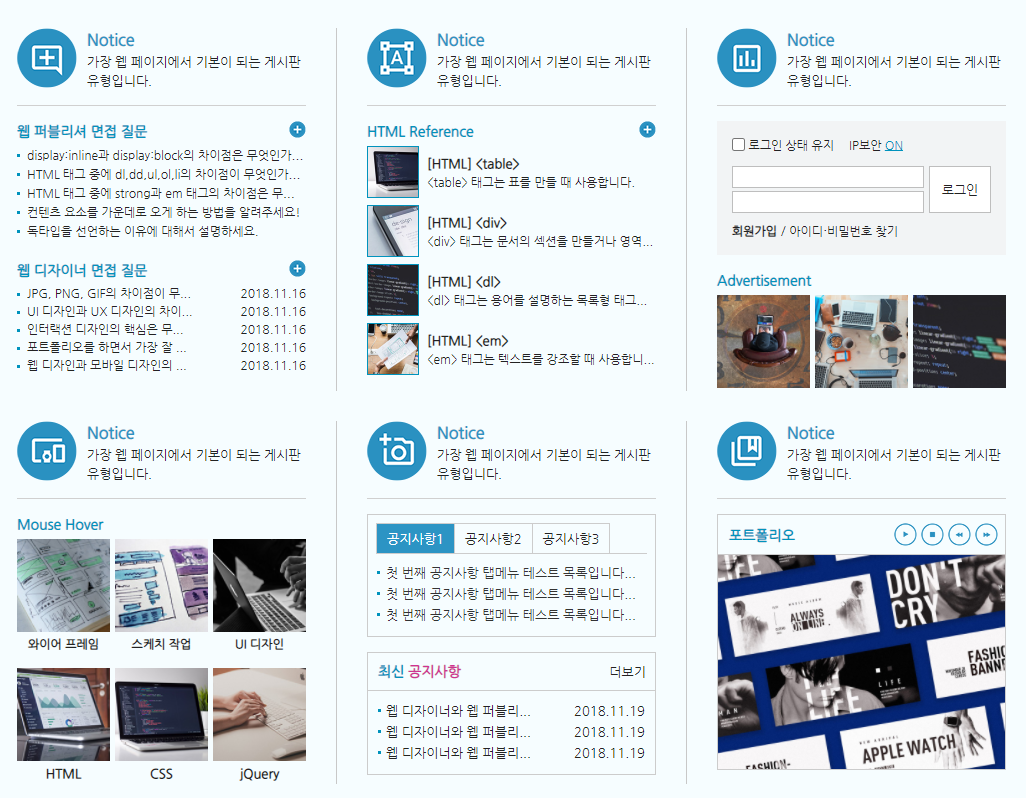 Notice
가장 웹 페이지에서 기본이 되는 게시판
유형입니다.
웹 퍼블리셔 면접 질문
display:inline과 display:block의 차이점은 무엇인가...
HTML 태그 중에 dl,dd,ul,ol,li의 차이점이 무엇인가...
HTML 태그 중에 strong과 em 태그의 차이점은 무...
컨텐츠 요소를 가운데로 오게 하는 방법을 알려주세요!
독타입을 선언하는 이유에 대해서 설명하세요.
웹 디자이너 면접 질문
JPG, PNG, GIF의 차이점이 무... 2018.11.16
UI 디자인과 UX 디자인의 차이... 2018.11.16
인터랙션 디자인의 핵심은 무... 2018.11.16
포트폴리오를 하면서 가장 잘 ... 2018.11.16
웹 디자인과 모바일 디자인의 ... 2018.11.16
Notice
가장 웹 페이지에서 기본이 되는 게시판
유형입니다.
HTML Reference
[HTML] <table>
<table> 태그는 표를 만들 때 사용합니다.
[HTML] <div>
<div> 태그는 문서의 섹션을 만들거나 영역...
[HTML] <dl>
<dl> 태그는 용어를 설명하는 목록형 태그...
[HTML] <em>
<em> 태그는 텍스트를 강조할 때 사용합니...
Notice
가장 웹 페이지에서 기본이 되는 게시판
유형입니다.
로그인 상태 유지 IP보안 ON
로그인
회원가입 / 아이디·비밀번호 찾기
Advertisement
Notice
가장 웹 페이지에서 기본이 되는 게시판
유형입니다.
Mouse Hover
와이어 프레임 스케치 작업 UI 디자인
HTML CSS jQuery
Notice
가장 웹 페이지에서 기본이 되는 게시판
유형입니다.
공지사항1 공지사항2 공지사항3
첫 번째 공지사항 탭메뉴 테스트 목록입니다...
첫 번째 공지사항 탭메뉴 테스트 목록입니다...
첫 번째 공지사항 탭메뉴 테스트 목록입니다...
최신 공지사항 더보기
웹 디자이너와 웹 퍼블리... 2018.11.19
웹 디자이너와 웹 퍼블리... 2018.11.19
웹 디자이너와 웹 퍼블리... 2018.11.19
Notice
가장 웹 페이지에서 기본이 되는 게시판
유형입니다.
포트폴리오
DON'T
CRY
ALWAYS
ON LINE.
FASHIO
BANNE
LIFE
LIFE
MAN
NEW ARRIVAL
APPLE WATCH
FASHION-